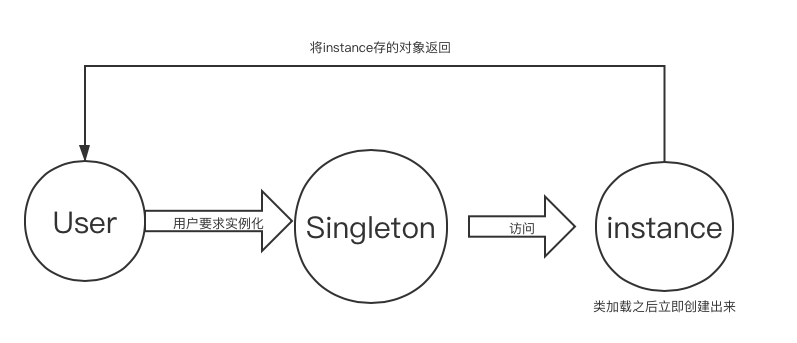 将instance存的对象返回
User
用户要求实例化
Singleton
访问
instance
类加载之后立即创建出来